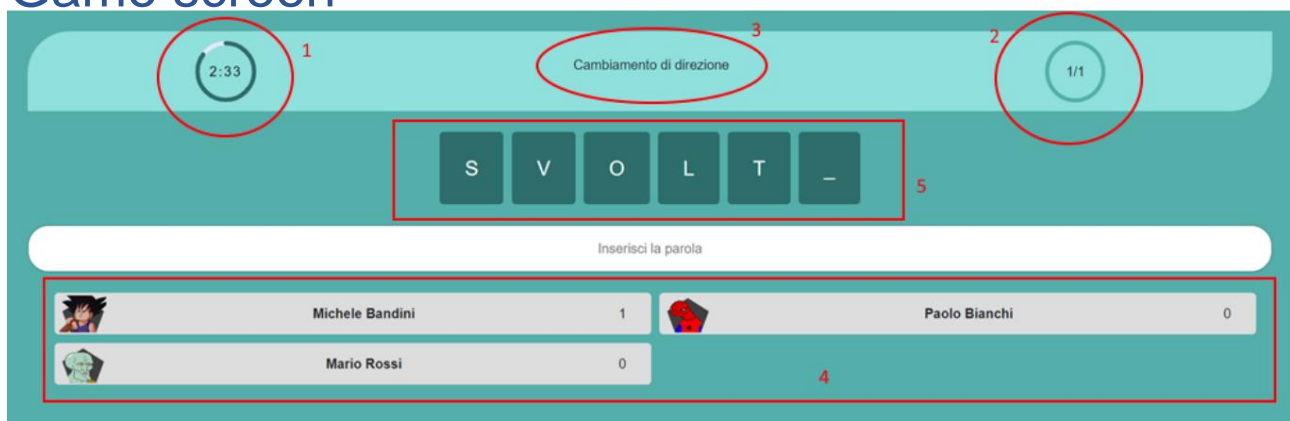 Game screen
1
3
2
2:33
Cambiamento di direzione
1/1
S V O L T _
5
Inserisci la parola
Michele Bandini 1
Paolo Bianchi 0
Mario Rossi 0
4